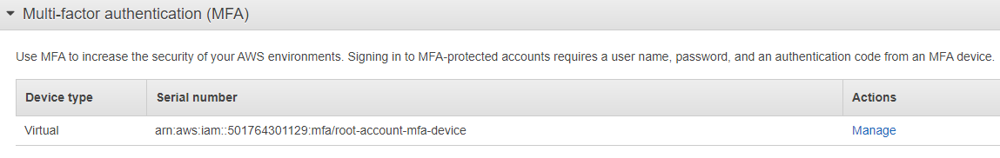 Multi-factor authentication (MFA)
Use MFA to increase the security of your AWS environments. Signing in to MFA-protected accounts requires a user name, password, and an authentication code from an MFA device.
Device type Serial number Actions
Virtual arn:aws:iam::501764301129:mfa/root-account-mfa-device Manage